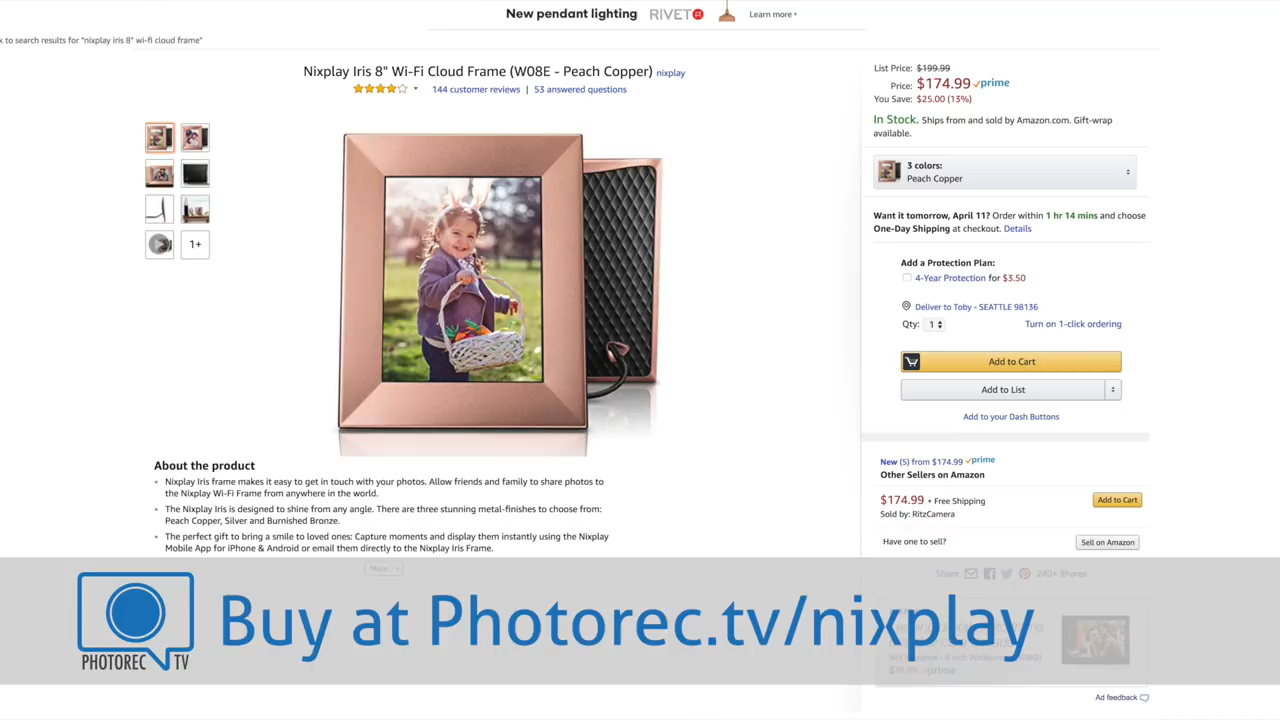 New pendant lighting RIVET Learn more
k to search results for "nixplay iris 8" wi-fi cloud frame"
Nixplay Iris 8" Wi-Fi Cloud Frame (W08E - Peach Copper) nixplay
144 customer reviews | 53 answered questions
1+
About the product
Nixplay Iris frame makes it easy to get in touch with your photos. Allow friends and family to share photos to
the Nixplay Wi-Fi Frame from anywhere in the world.
The Nixplay Iris is designed to shine from any angle. There are three stunning metal-finishes to choose from:
Peach Copper, Silver and Burnished Bronze.
The perfect gift to bring a smile to loved ones: Capture moments and display them instantly using the Nixplay
Mobile App for iPhone & Android or email them directly to the Nixplay Iris Frame.
More
List Price: $199.99
Price: $174.99 prime
You Save: $25.00 (13%)
In Stock. Ships from and sold by Amazon.com. Gift-wrap
available.
3 colors:
Peach Copper
Want it tomorrow, April 11? Order within 1 hr 14 mins and choose
One-Day Shipping at checkout. Details
Add a Protection Plan:
4-Year Protection for $3.50
Deliver to Toby - SEATTLE 98136
Qty: 1 Turn on 1-click ordering
Add to Cart
Add to List
Add to your Dash Buttons
New (5) from $174.99 prime
Other Sellers on Amazon
$174.99 + Free Shipping Add to Cart
Sold by: RitzCamera
Have one to sell? Sell on Amazon
Share 240+ Shares
prime
Ad feedback
PHOTOREC TV
Buy at Photorec.tv/nixplay